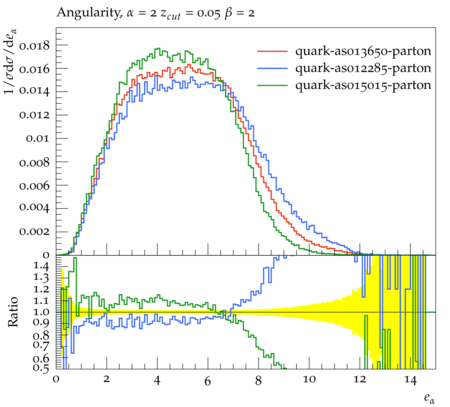 Angularity, α = 2 z_cut = 0.05 β = 2
1/σdσ/de_α
0.018
0.016
0.014
0.012
0.01
0.008
0.006
0.004
0.002
0
quark-as013650-parton
quark-as012285-parton
quark-as015015-parton
Ratio
1.4
1.3
1.2
1.1
1.0
0.9
0.8
0.7
0.6
0.5
0 2 4 6 8 10 12 14
e_α